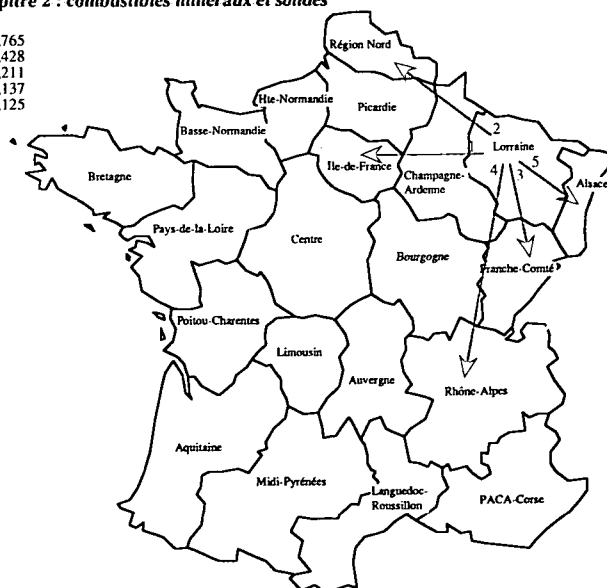 pitre 2 : combustibles minéraux et solides
,765
,428
,211
,137
,125
Région Nord
Hte-Normandie
Picardie
Basse-Normandie
2
1
Lorraine
Ile-de-France
4
3
5
Bretagne
Champagne-
Ardenne
Alsace
Pays-de-la-Loire
Centre
Bourgogne
Franche-Comté
Poitou-Charentes
Limousin
Auvergne
Rhône-Alpes
Aquitaine
Midi-Pyrénées
Languedoc-
Roussillon
PACA-Corse